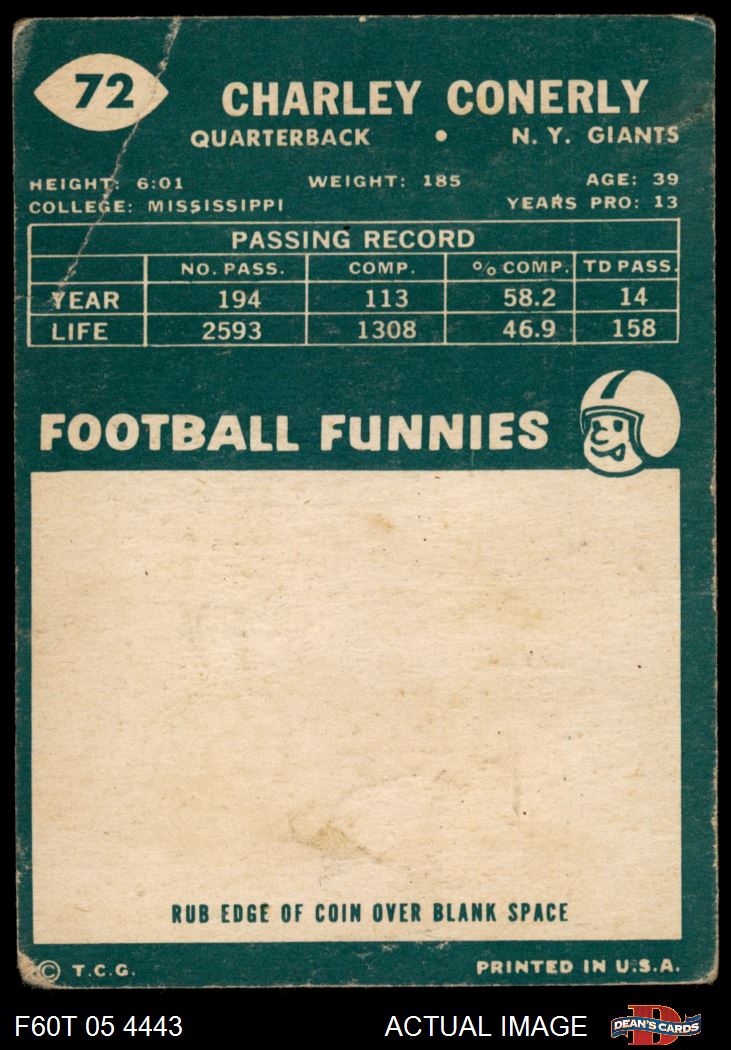 72
CHARLEY CONERLY
QUARTERBACK • N. Y. GIANTS
HEIGHT: 6:01 WEIGHT: 185 AGE: 39
COLLEGE: MISSISSIPPI YEARS PRO: 13
PASSING RECORD
NO. PASS. COMP. % COMP. TD PASS.
YEAR 194 113 58.2 14
LIFE 2593 1308 46.9 158
FOOTBALL FUNNIES
RUB EDGE OF COIN OVER BLANK SPACE
© T.C.G. PRINTED IN U.S.A.
F60T 05 4443 ACTUAL IMAGE DEAN'S CARDS